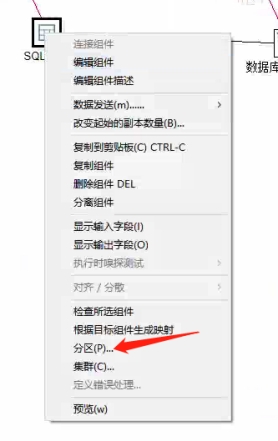 连接组件
编辑组件
SQL
编辑组件描述
数据库
数据发送(m)......
改变起始的副本数量(B)...
复制到剪贴板(C) CTRL-C
复制组件
删除组件 DEL
分离组件
显示输入字段(I)
显示输出字段(O)
执行时嗅探测试
对齐 / 分散
检查所选组件
根据目标组件生成映射
分区(P)...
集群(C)...
定义错误处理...
预览(w)